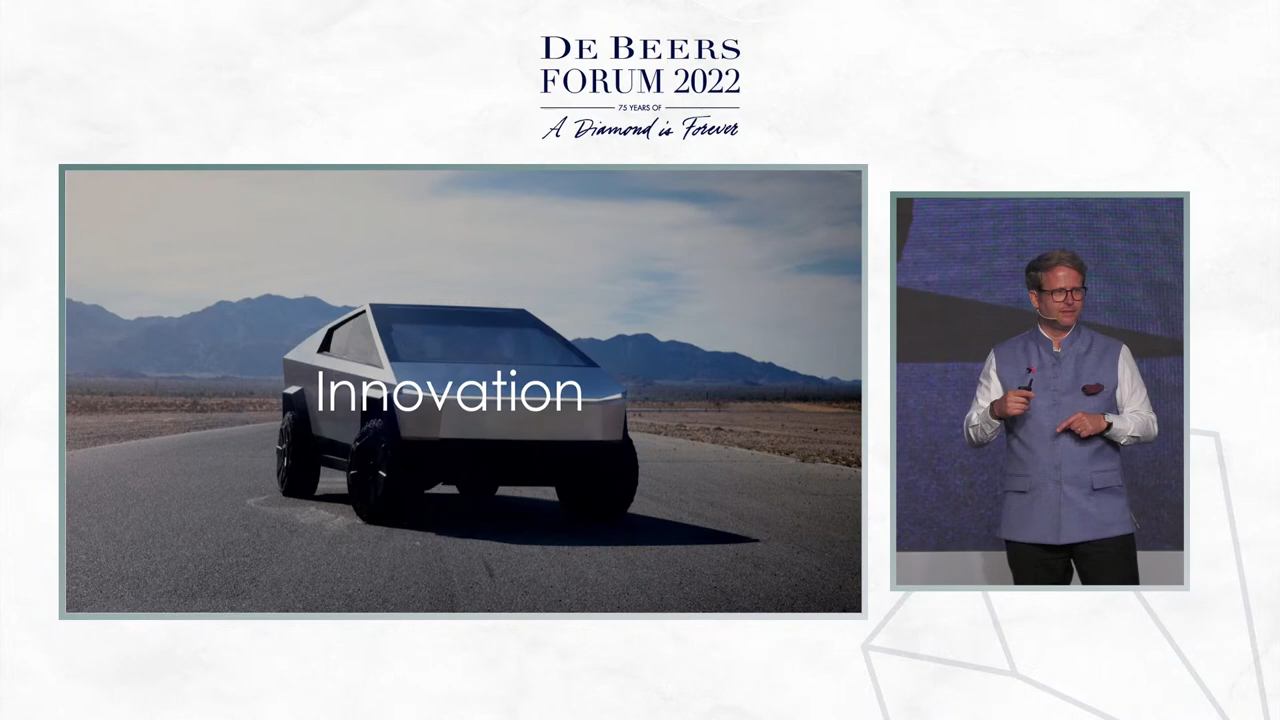 DE BEERS
FORUM 2022
75 YEARS OF
A Diamond is Forever
Innovation